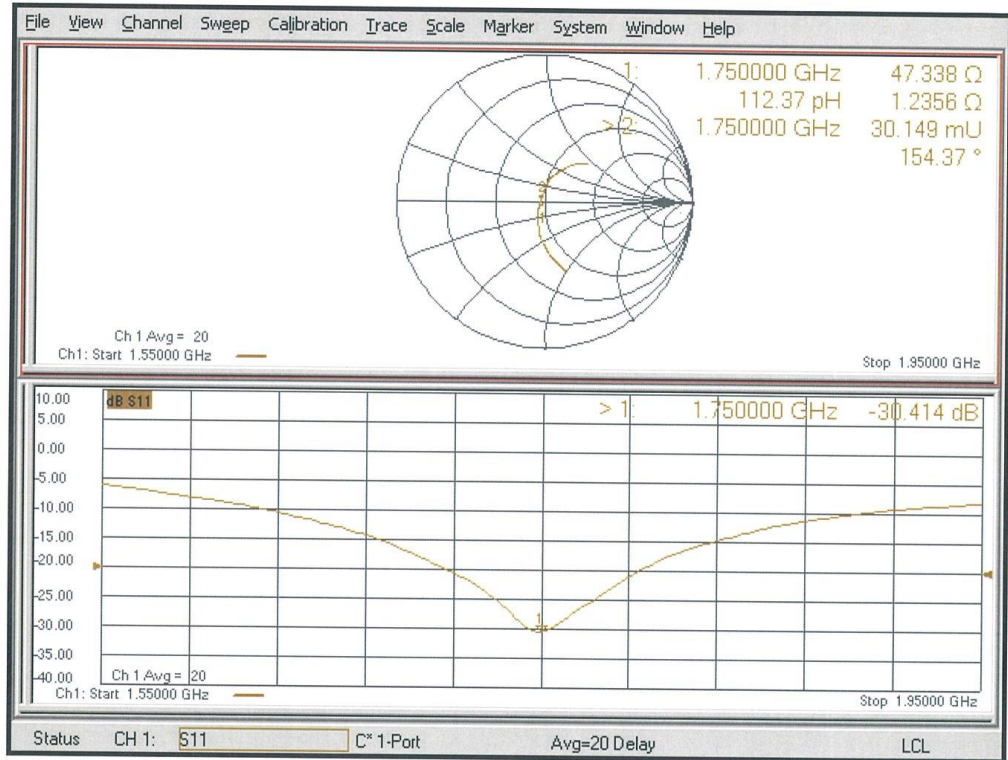 File View Channel Sweep Calibration Trace Scale Marker System Window Help
1: 1.750000 GHz 47.338 Ω
112.37 pH 1.2356 Ω
> 2: 1.750000 GHz 30.149 mU
154.37 °
Ch 1 Avg = 20
Ch1: Start 1.55000 GHz
Stop 1.95000 GHz
10.00
dB S11
> 1: 1.750000 GHz -30.414 dB
5.00
0.00
-5.00
-10.00
-15.00
-20.00
-25.00
-30.00
1
-35.00
-40.00
Ch 1 Avg = 20
Ch1: Start 1.55000 GHz
Stop 1.95000 GHz
Status CH 1: S11 C* 1-Port Avg=20 Delay LCL